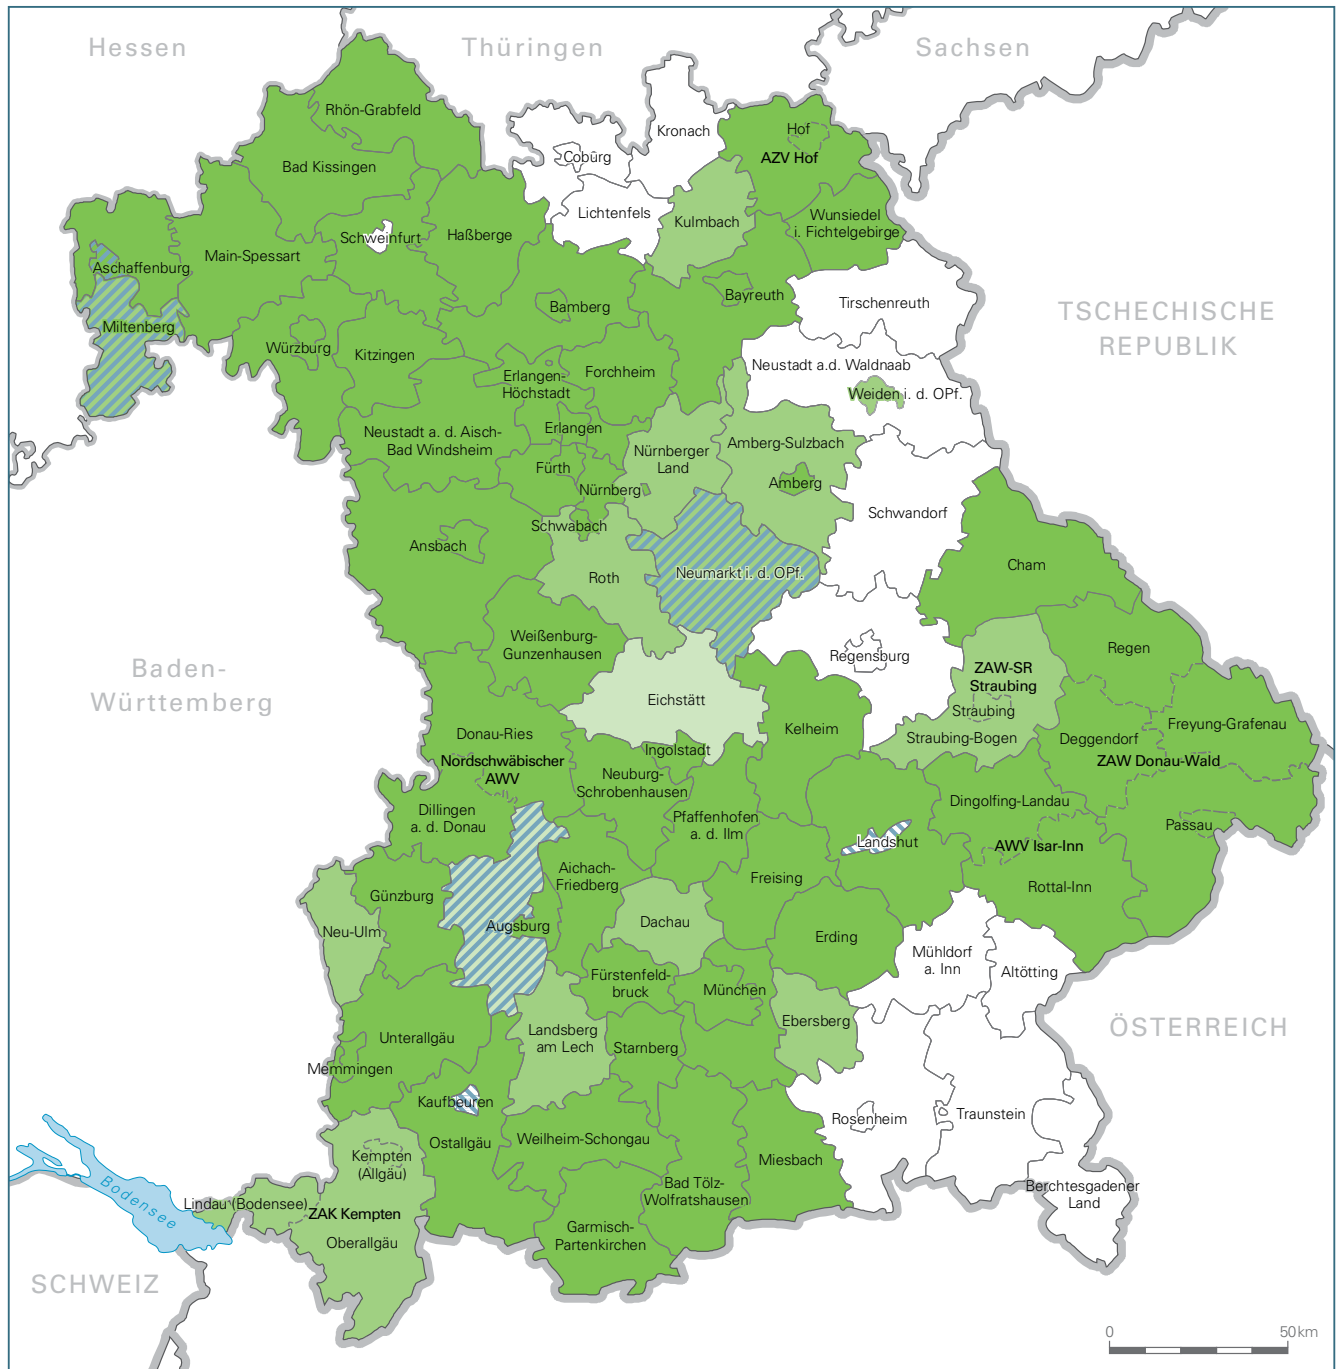 Hessen
Thüringen
Sachsen
Rhön-Grabfeld
Kronach
Hof
AZV Hof
Coburg
Bad Kissingen
Lichtenfels
Kulmbach
Wunsiedel
i. Fichtelgebirge
Schweinfurt
Haßberge
Main-Spessart
Aschaffenburg
Bayreuth
Tirschenreuth
TSCHECHISCHE
REPUBLIK
Bamberg
Miltenberg
Würzburg
Kitzingen
Neustadt a.d. Waldnaab
Forchheim
Erlangen-
Höchstadt
Weiden i. d. OPf.
Neustadt a. d. Aisch-
Bad Windsheim
Erlangen
Nürnberger
Land
Amberg-Sulzbach
Fürth
Amberg
Nürnberg
Schwandorf
Schwabach
Ansbach
Cham
Roth
Neumarkt i. d. OPf.
Weißenburg-
Gunzenhausen
Regensburg
Regen
ZAW-SR
Straubing
Baden-
Württemberg
Eichstätt
Straubing
Freyung-Grafenau
Kelheim
Donau-Ries
Straubing-Bogen
Deggendorf
Ingolstadt
Nordschwäbischer
AWV
ZAW Donau-Wald
Neuburg-
Schrobenhausen
Dingolfing-Landau
Dillingen
a. d. Donau
Pfaffenhofen
a. d. Ilm
Passau
Landshut
AWV Isar-Inn
Aichach-
Friedberg
Freising
Rottal-Inn
Günzburg
Augsburg
Dachau
Neu-Ulm
Erding
Mühldorf
a. Inn
Altötting
Fürstenfeld-
bruck
München
Ebersberg
ÖSTERREICH
Landsberg
am Lech
Unterallgäu
Starnberg
Memmingen
Kaufbeuren
Rosenheim
Traunstein
Ostallgäu
Weilheim-Schongau
Kempten
(Allgäu)
Miesbach
Bad Tölz-
Wolfratshausen
Berchtesgadener
Land
Bodensee
Lindau (Bodensee)
ZAK Kempten
Garmisch-
Partenkirchen
Oberallgäu
SCHWEIZ
0 50 km